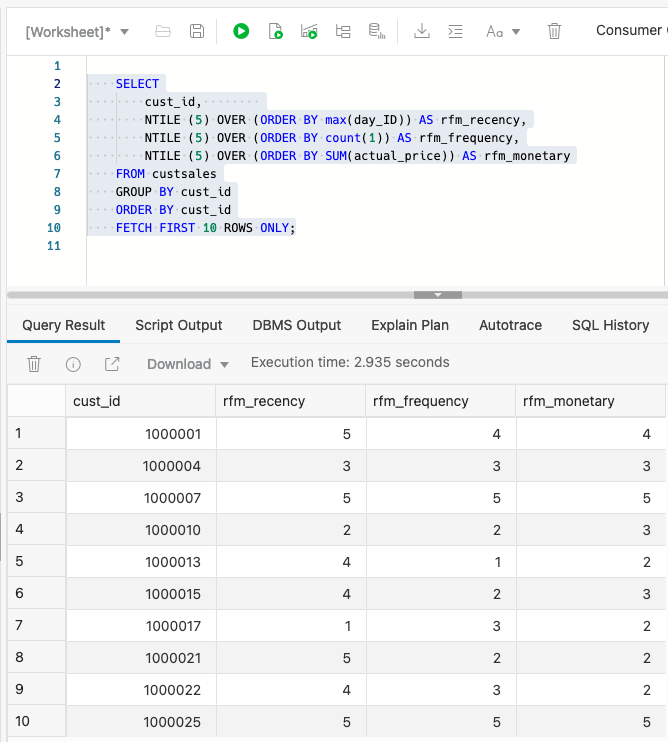 [Worksheet]* Aa Consumer
1
2 SELECT
3 cust_id,
4 NTILE (5) OVER (ORDER BY max(day_ID)) AS rfm_recency,
5 NTILE (5) OVER (ORDER BY count(1)) AS rfm_frequency,
6 NTILE (5) OVER (ORDER BY SUM(actual_price)) AS rfm_monetary
7 FROM custsales
8 GROUP BY cust_id
9 ORDER BY cust_id
10 FETCH FIRST 10 ROWS ONLY;
11
Query Result Script Output DBMS Output Explain Plan Autotrace SQL History
Download Execution time: 2.935 seconds
cust_id rfm_recency rfm_frequency rfm_monetary
1 1000001 5 4 4
2 1000004 3 3 3
3 1000007 5 5 5
4 1000010 2 2 3
5 1000013 4 1 2
6 1000015 4 2 3
7 1000017 1 3 2
8 1000021 5 2 2
9 1000022 4 3 2
10 1000025 5 5 5